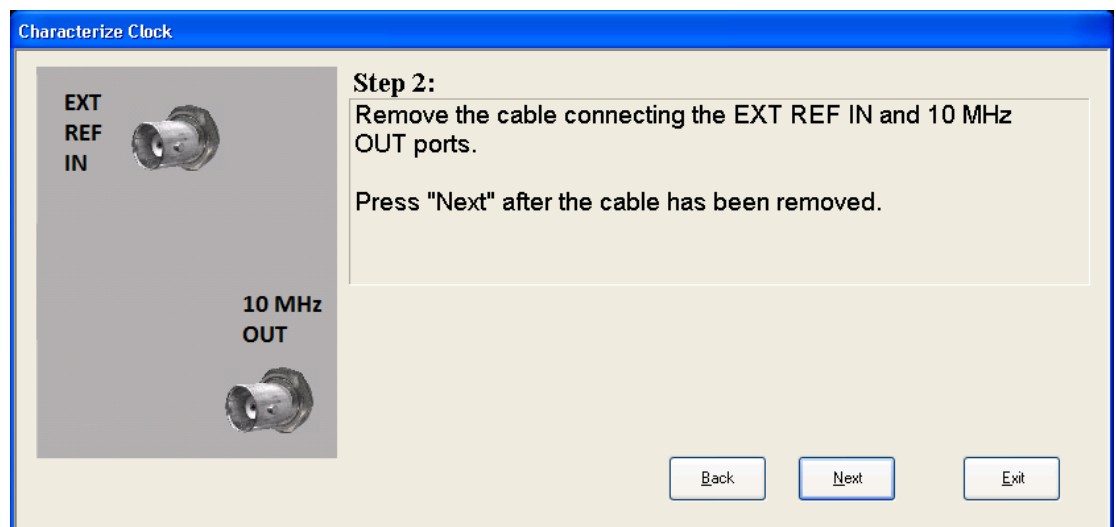 Characterize Clock
EXT
REF
IN
10 MHz
OUT
Step 2:
Remove the cable connecting the EXT REF IN and 10 MHz
OUT ports.
Press "Next" after the cable has been removed.
Back
Next
Exit